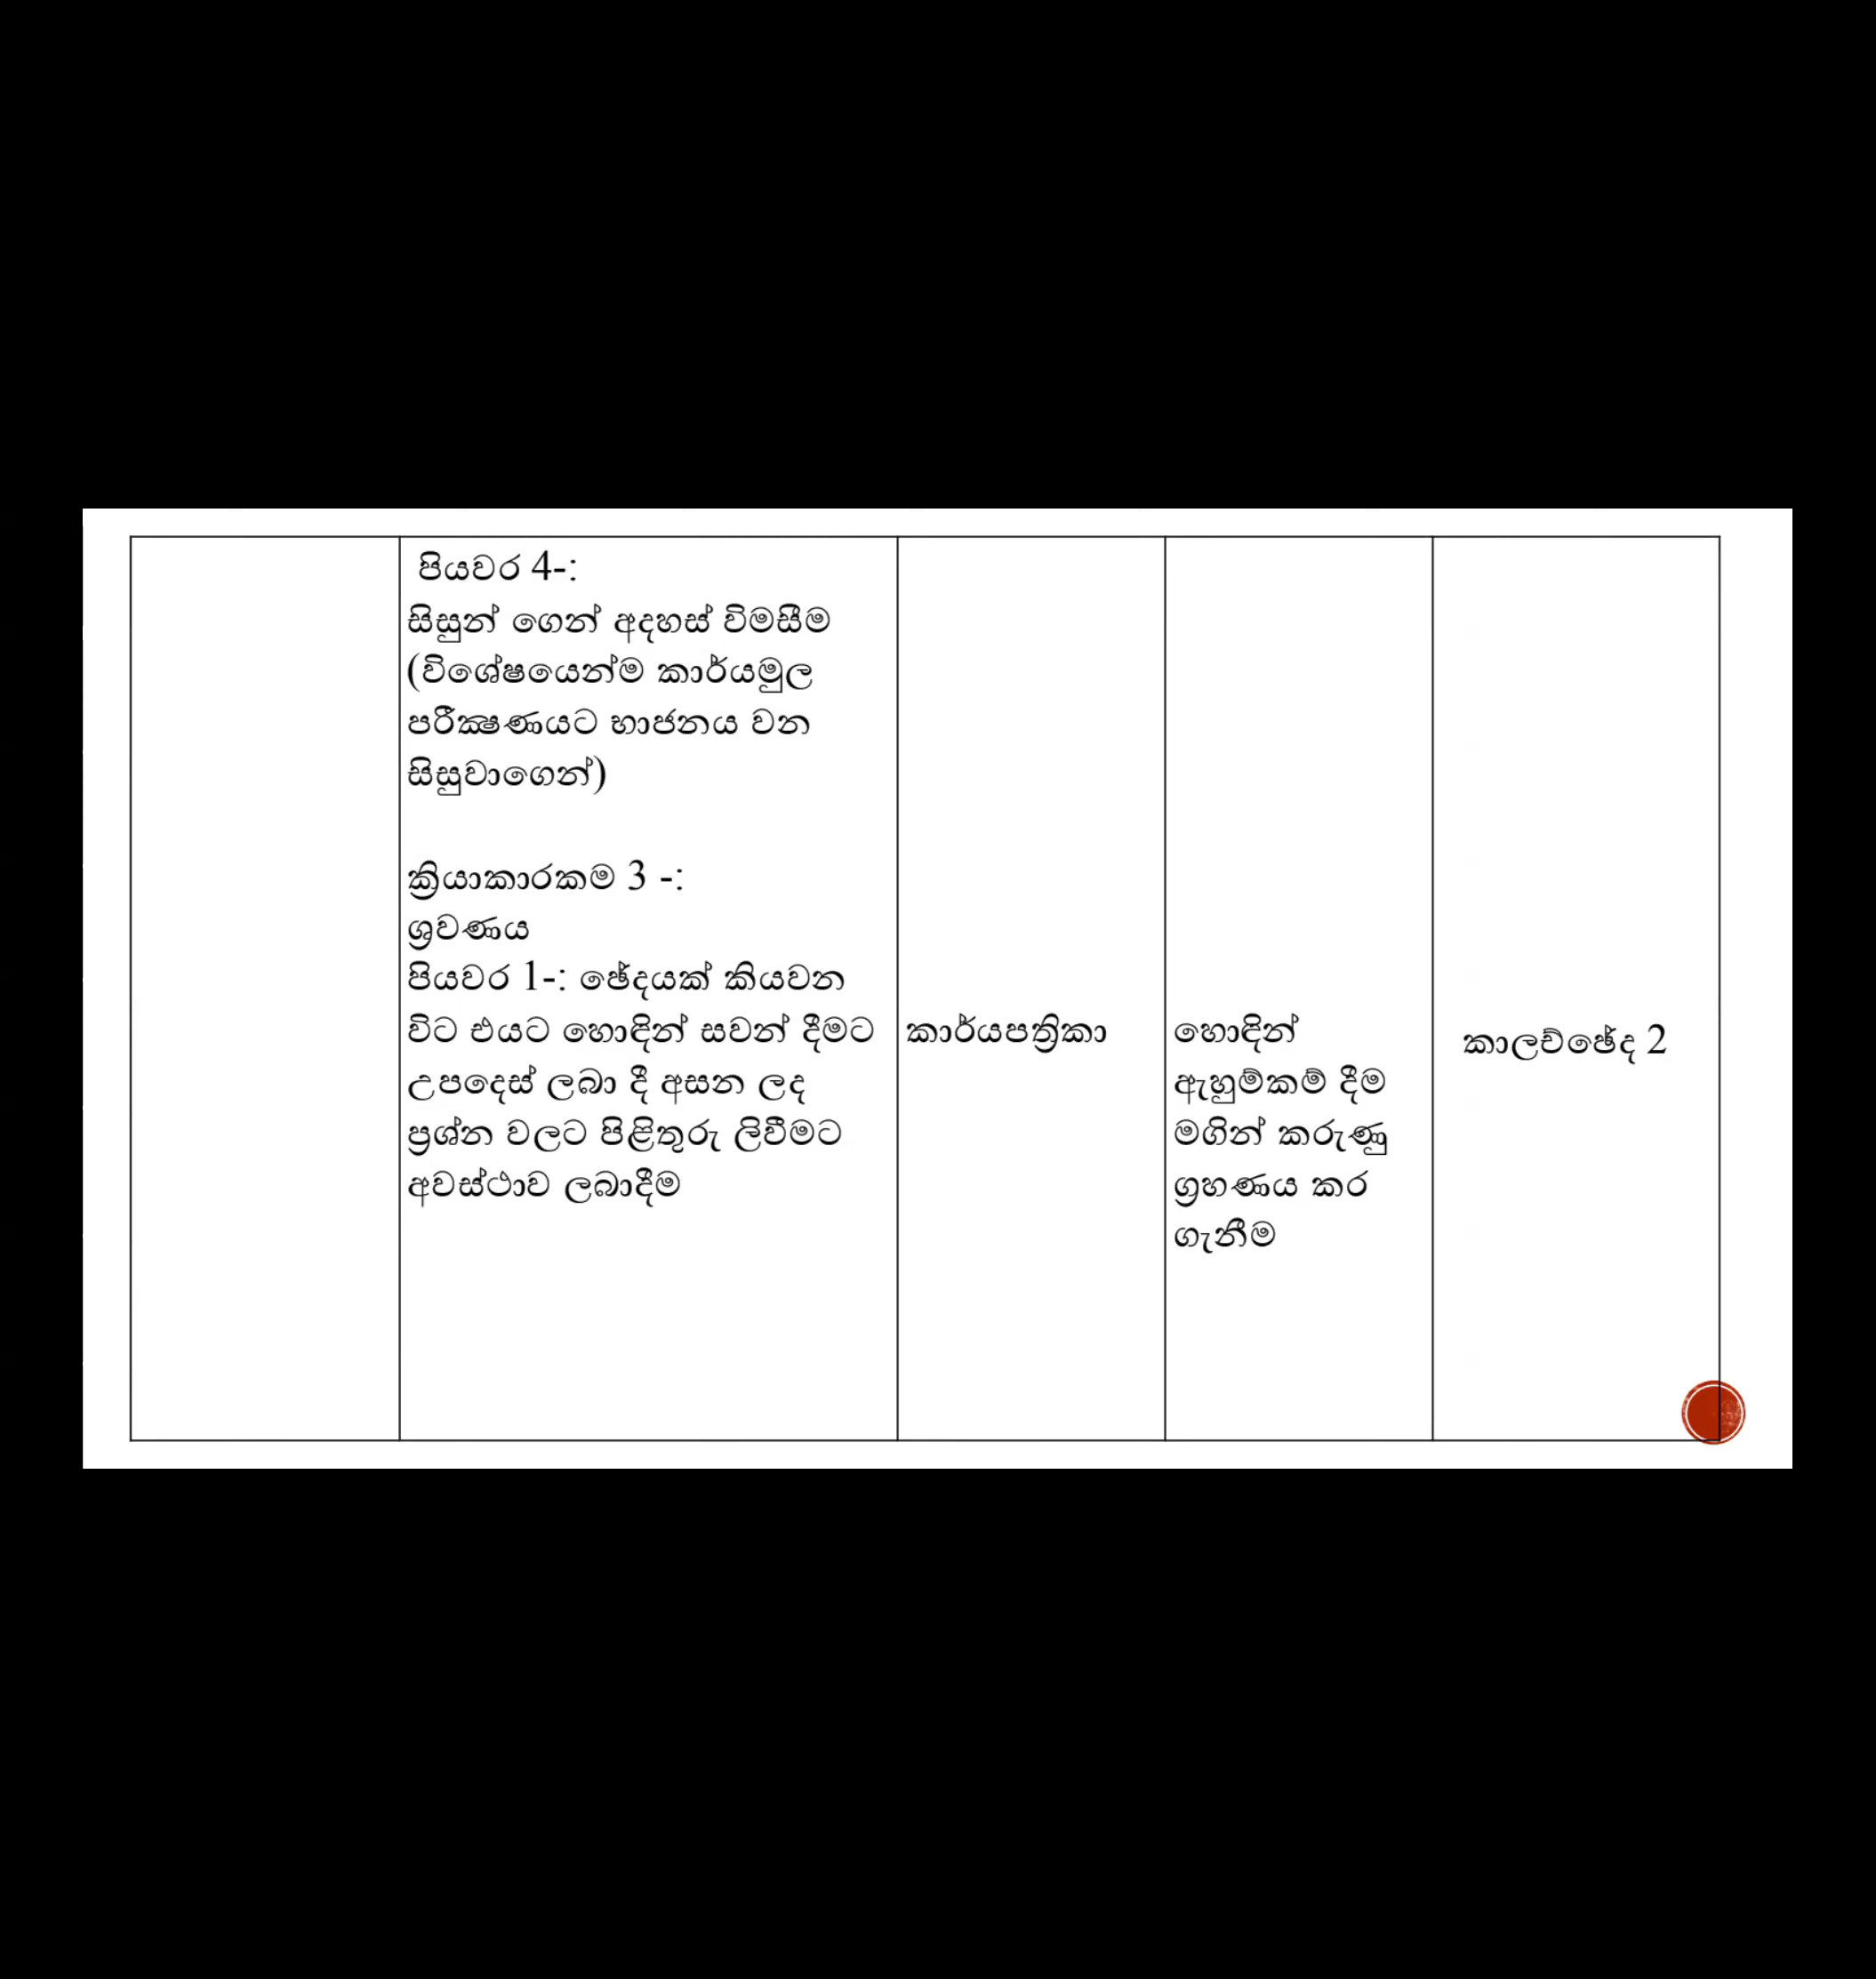 පියවර 4-:
සිසුන් ගෙන් අදහස් විමසීම
(විශේෂයෙන්ම කාර්යමුල
පරීක්‍ෂණයට භාජනය වන
සිසුවාගෙන්)
ක්‍රියාකාරකම 3 -:
ශ්‍රවණය
පියවර 1-: ඡේදයක් කියවන
විට එයට හොඳින් සවන් දීමට
උපදෙස් ලබා දී අසන ලද
ප්‍රශ්න වලට පිළිතුරු ලිවීමට
අවස්ථාව ලබාදීම
කාර්යපත්‍රිකා
හොඳින්
ඇහුම්කම් දීම
මගින් කරුණු
ග්‍රහණය කර
ගැනීම
කාලච්ඡේද 2